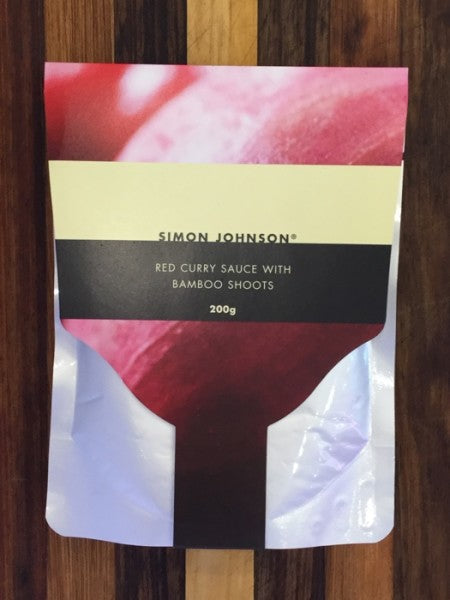 SIMON JOHNSON®
RED CURRY SAUCE WITH
BAMBOO SHOOTS
200g